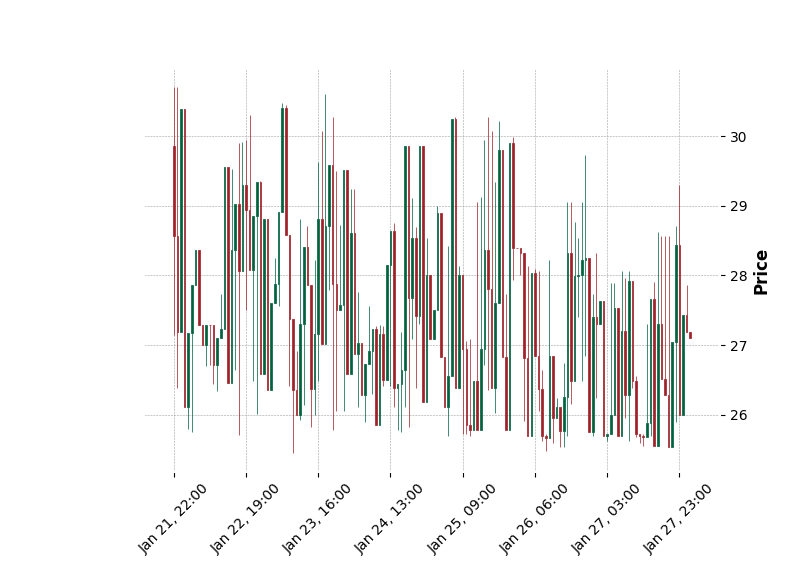 30
29
28
27
26
Price
Jan 21, 22:00
Jan 22, 19:00
Jan 23, 16:00
Jan 24, 13:00
Jan 25, 09:00
Jan 26, 06:00
Jan 27, 03:00
Jan 27, 23:00